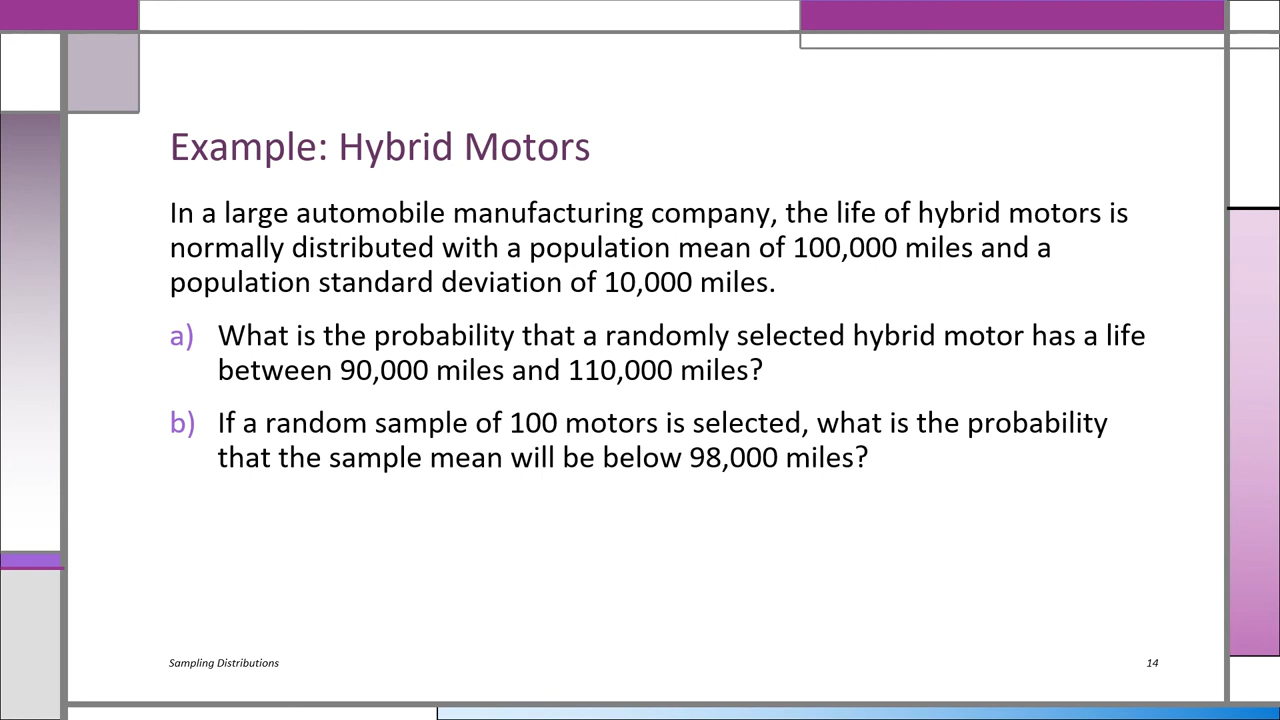 Example: Hybrid Motors
In a large automobile manufacturing company, the life of hybrid motors is
normally distributed with a population mean of 100,000 miles and a
population standard deviation of 10,000 miles.
a) What is the probability that a randomly selected hybrid motor has a life
between 90,000 miles and 110,000 miles?
b) If a random sample of 100 motors is selected, what is the probability
that the sample mean will be below 98,000 miles?
Sampling Distributions
14